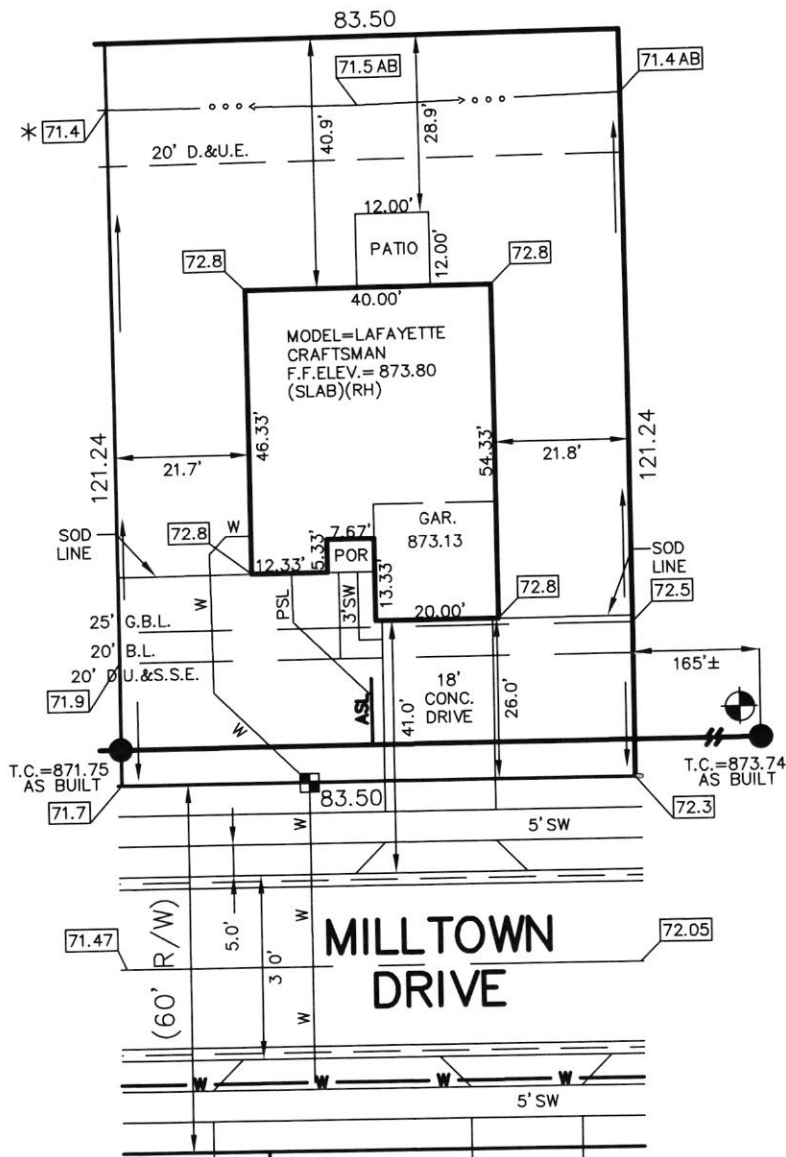 83.50
71.5 AB
71.4 AB
* 71.4
40.9'
28.9'
20' D.&U.E.
12.00'
PATIO
12.00'
72.8
72.8
40.00'
MODEL=LAFAYETTE
CRAFTSMAN
F.F.ELEV.= 873.80
(SLAB)(RH)
46.33'
54.33'
121.24
121.24
21.7'
21.8'
SOD
LINE
W
72.8
7.67'
GAR.
873.13
5.33'
POR
SOD
LINE
12.33'
13.33'
W
PSL
3'SW
20.00'
72.8
72.5
25' G.B.L.
20' B.L.
20' D.U.&S.S.E.
18'
CONC.
DRIVE
41.0'
26.0'
165'±
71.9
ASL
W
T.C.=871.75
AS BUILT
T.C.=873.74
AS BUILT
71.7
83.50
72.3
W
5'SW
5.0'
W
MILLTOWN
DRIVE
71.47
72.05
(60' R/W)
W
W
W
W
W
5'SW